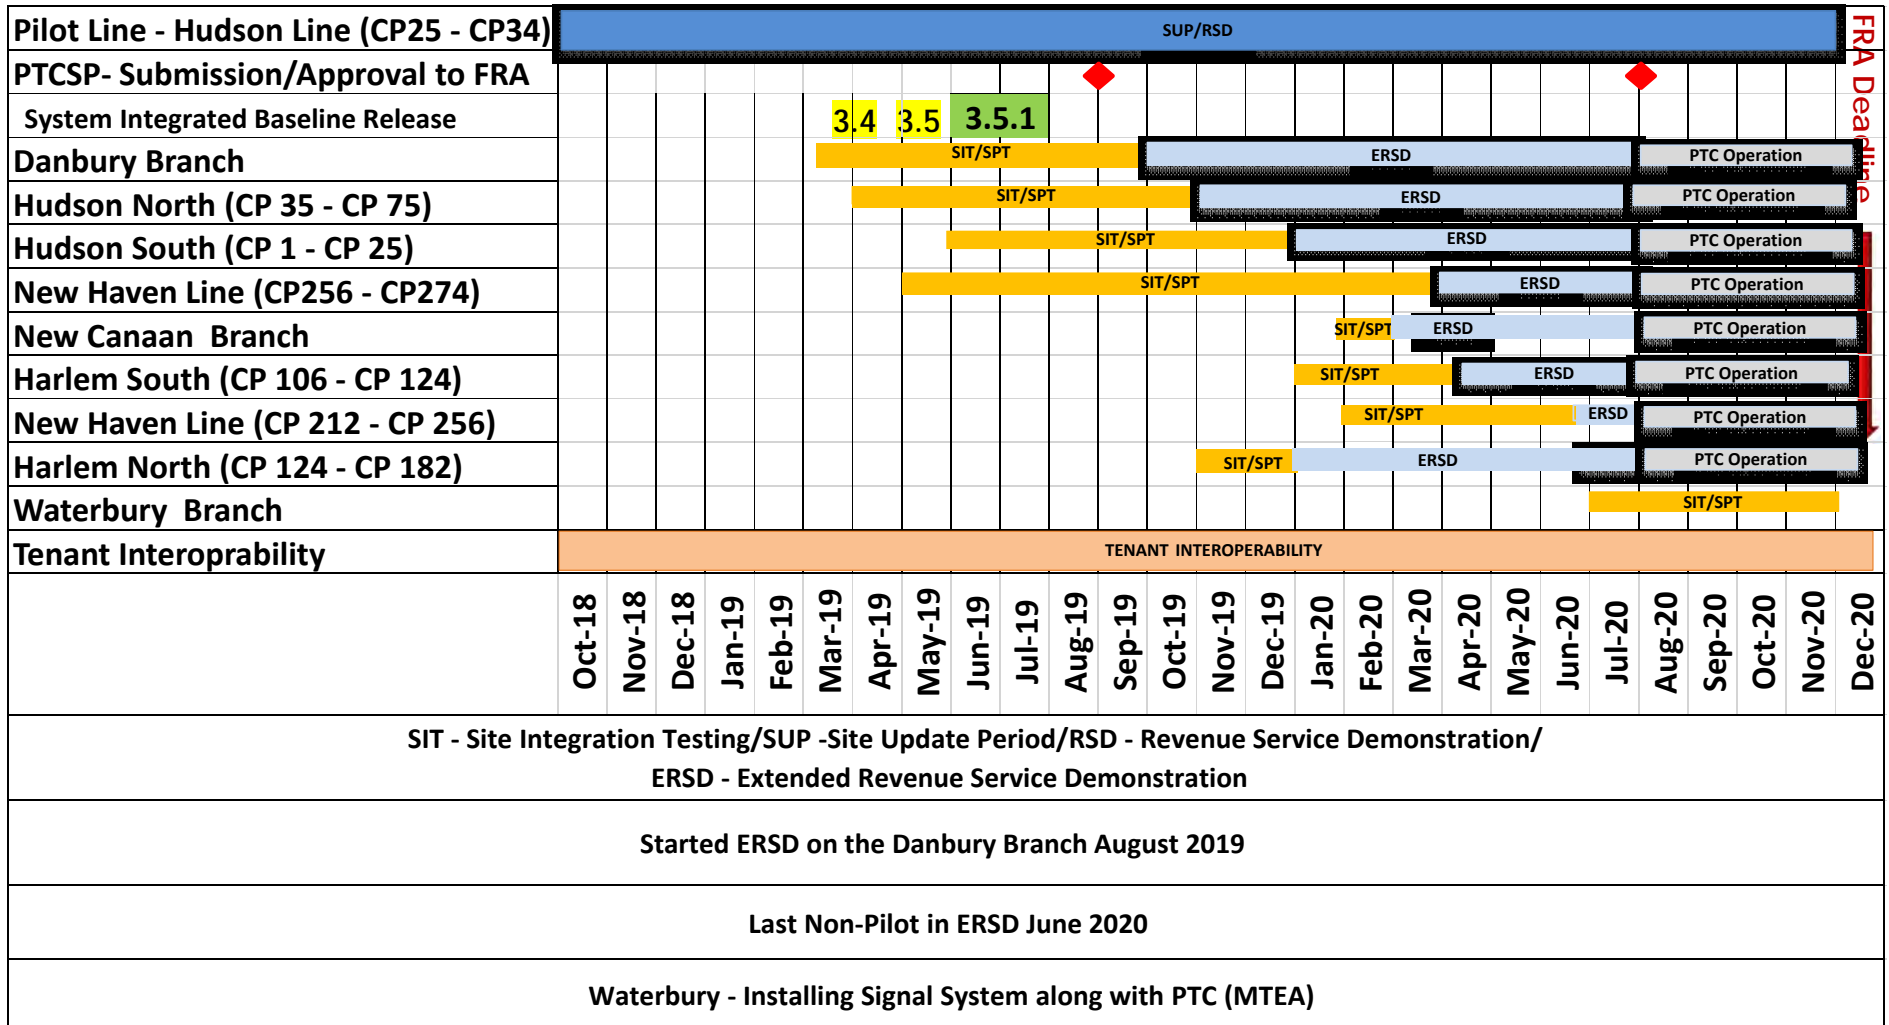 Pilot Line - Hudson Line (CP25 - CP34)
SUP/RSD
FRA Deadline
PTCSP- Submission/Approval to FRA
System Integrated Baseline Release
3.4
3.5
3.5.1
Danbury Branch
SIT/SPT
ERSD
PTC Operation
Hudson North (CP 35 - CP 75)
SIT/SPT
ERSD
PTC Operation
Hudson South (CP 1 - CP 25)
SIT/SPT
ERSD
PTC Operation
New Haven Line (CP256 - CP274)
SIT/SPT
ERSD
PTC Operation
New Canaan Branch
SIT/SPT
ERSD
PTC Operation
Harlem South (CP 106 - CP 124)
SIT/SPT
ERSD
PTC Operation
New Haven Line (CP 212 - CP 256)
SIT/SPT
ERSD
PTC Operation
Harlem North (CP 124 - CP 182)
SIT/SPT
ERSD
PTC Operation
Waterbury Branch
SIT/SPT
Tenant Interoprability
TENANT INTEROPERABILITY
Oct-18
Nov-18
Dec-18
Jan-19
Feb-19
Mar-19
Apr-19
May-19
Jun-19
Jul-19
Aug-19
Sep-19
Oct-19
Nov-19
Dec-19
Jan-20
Feb-20
Mar-20
Apr-20
May-20
Jun-20
Jul-20
Aug-20
Sep-20
Oct-20
Nov-20
Dec-20
SIT - Site Integration Testing/SUP -Site Update Period/RSD - Revenue Service Demonstration/
ERSD - Extended Revenue Service Demonstration
Started ERSD on the Danbury Branch August 2019
Last Non-Pilot in ERSD June 2020
Waterbury - Installing Signal System along with PTC (MTEA)